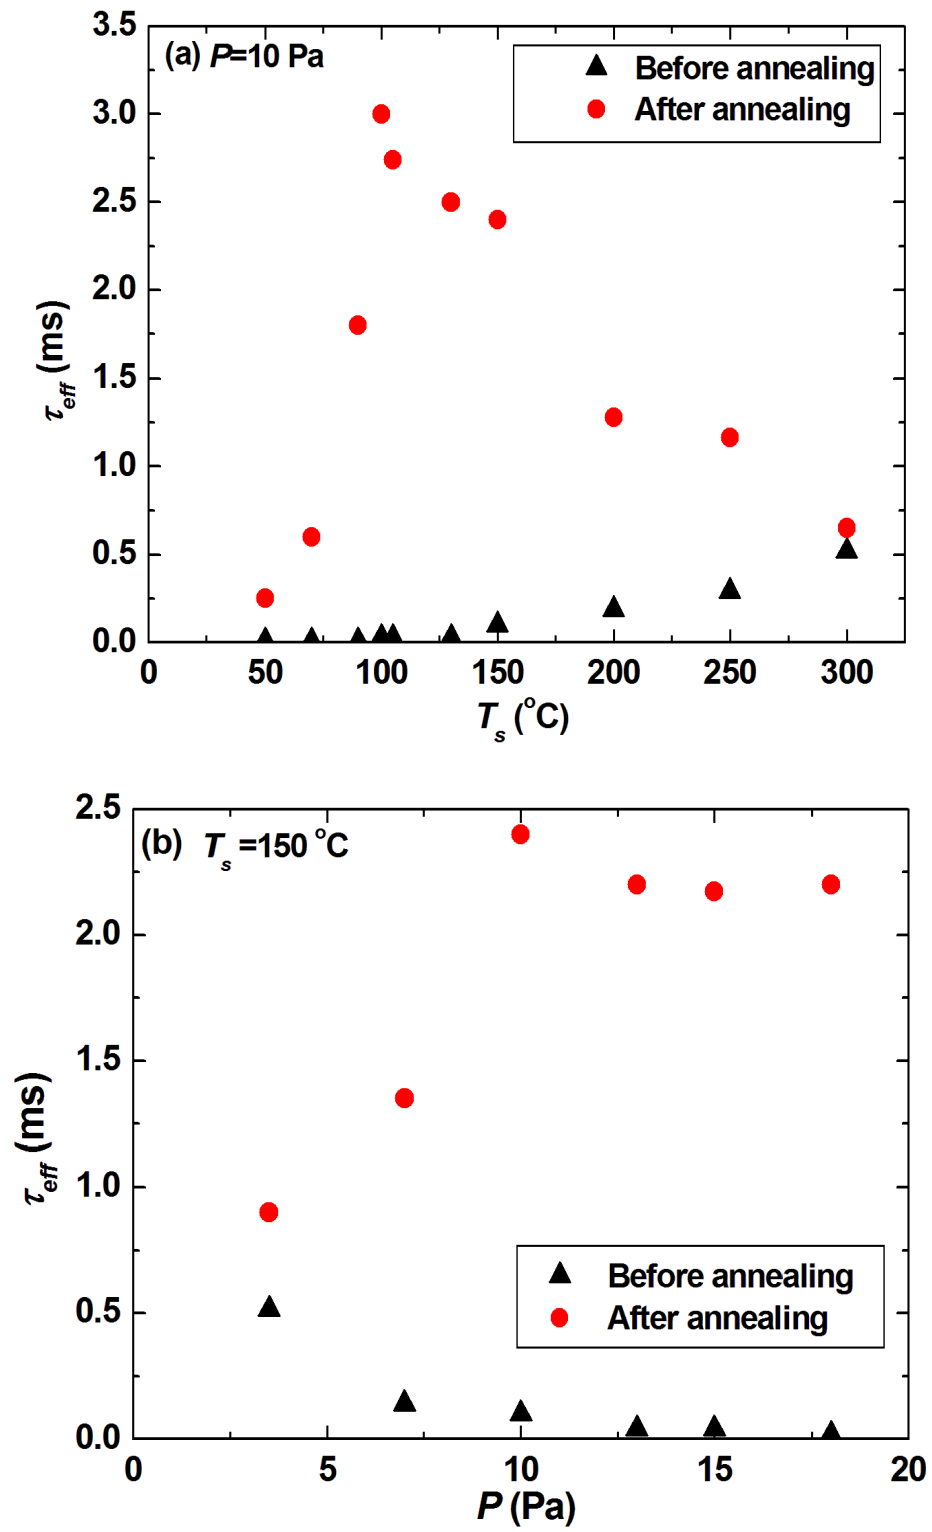 3.5
(a) P=10 Pa
Before annealing
After annealing
3.0
2.5
2.0
1.5
1.0
0.5
0.0
τeff (ms)
0 50 100 150 200 250 300
Ts (°C)
2.5
(b) Ts =150 °C
2.0
1.5
1.0
0.5
0.0
τeff (ms)
Before annealing
After annealing
0 5 10 15 20
P (Pa)